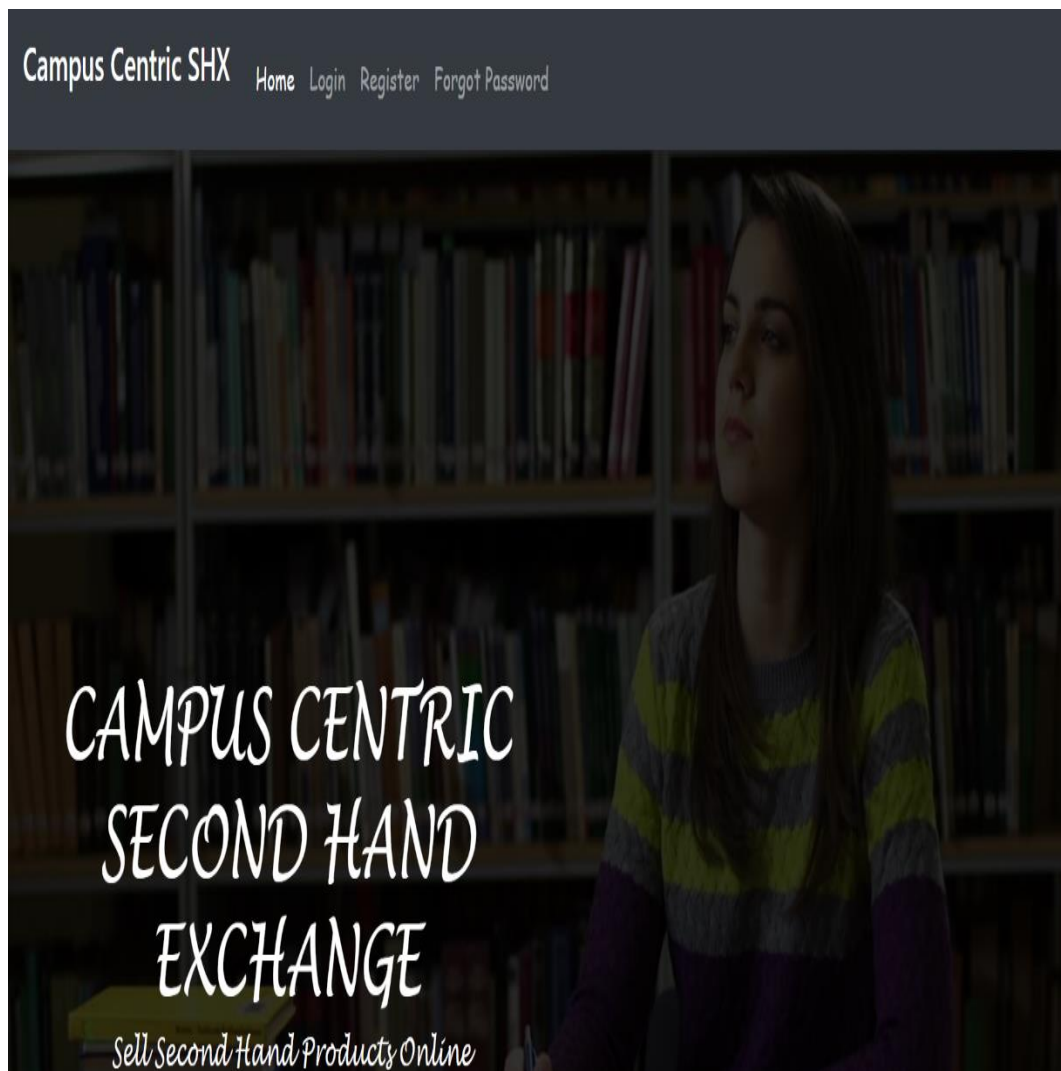 Campus Centric SHX Home Login Register Forgot Password
CAMPUS CENTRIC
SECOND HAND
EXCHANGE
Sell Second Hand Products Online